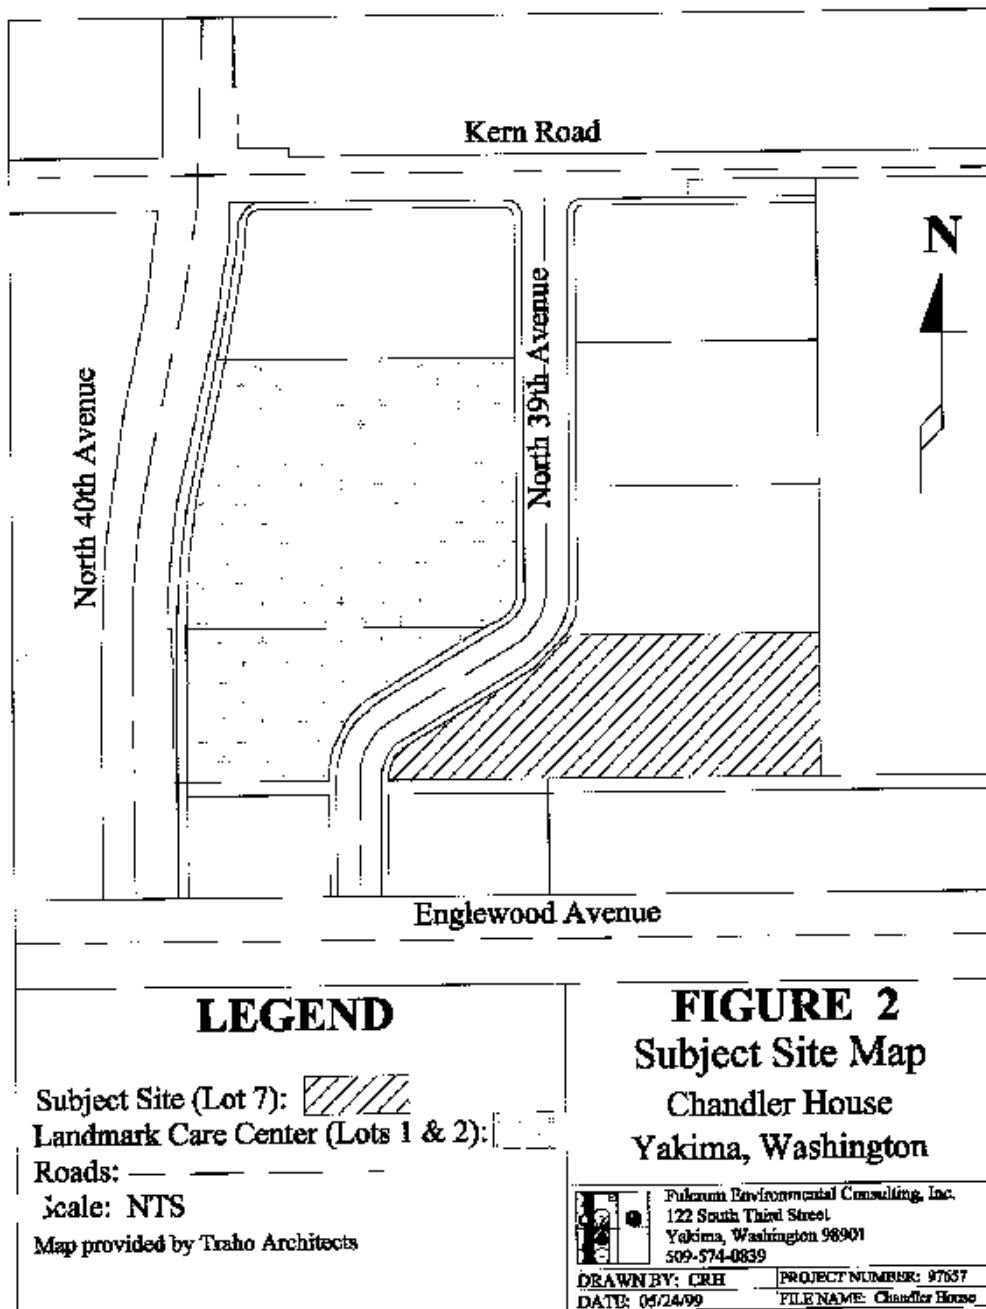 Kern Road
N
North 39th Avenue
North 40th Avenue
Englewood Avenue
LEGEND
Subject Site (Lot 7):
Landmark Care Center (Lots 1 & 2):
Roads:
Scale: NTS
Map provided by Traho Architects
FIGURE 2
Subject Site Map
Chandler House
Yakima, Washington
Fulcrum Environmental Consulting, Inc.
122 South Third Street
Yakima, Washington 98901
509-574-0839
DRAWN BY: CRH
PROJECT NUMBER: 97657
DATE: 05/24/99
FILE NAME: Chandler House